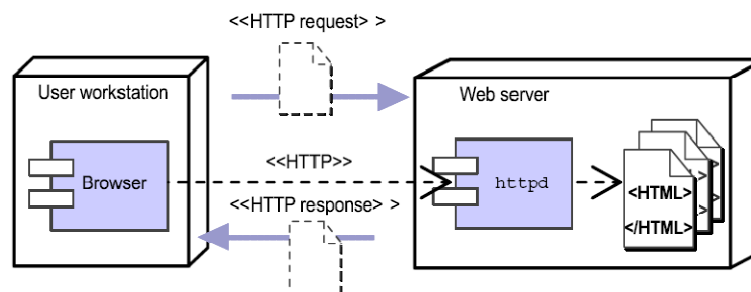 <<HTTP request> >
User workstation
Web server
Browser
<<HTTP>>
httpd
<HTML>
</HTML>
<<HTTP response> >